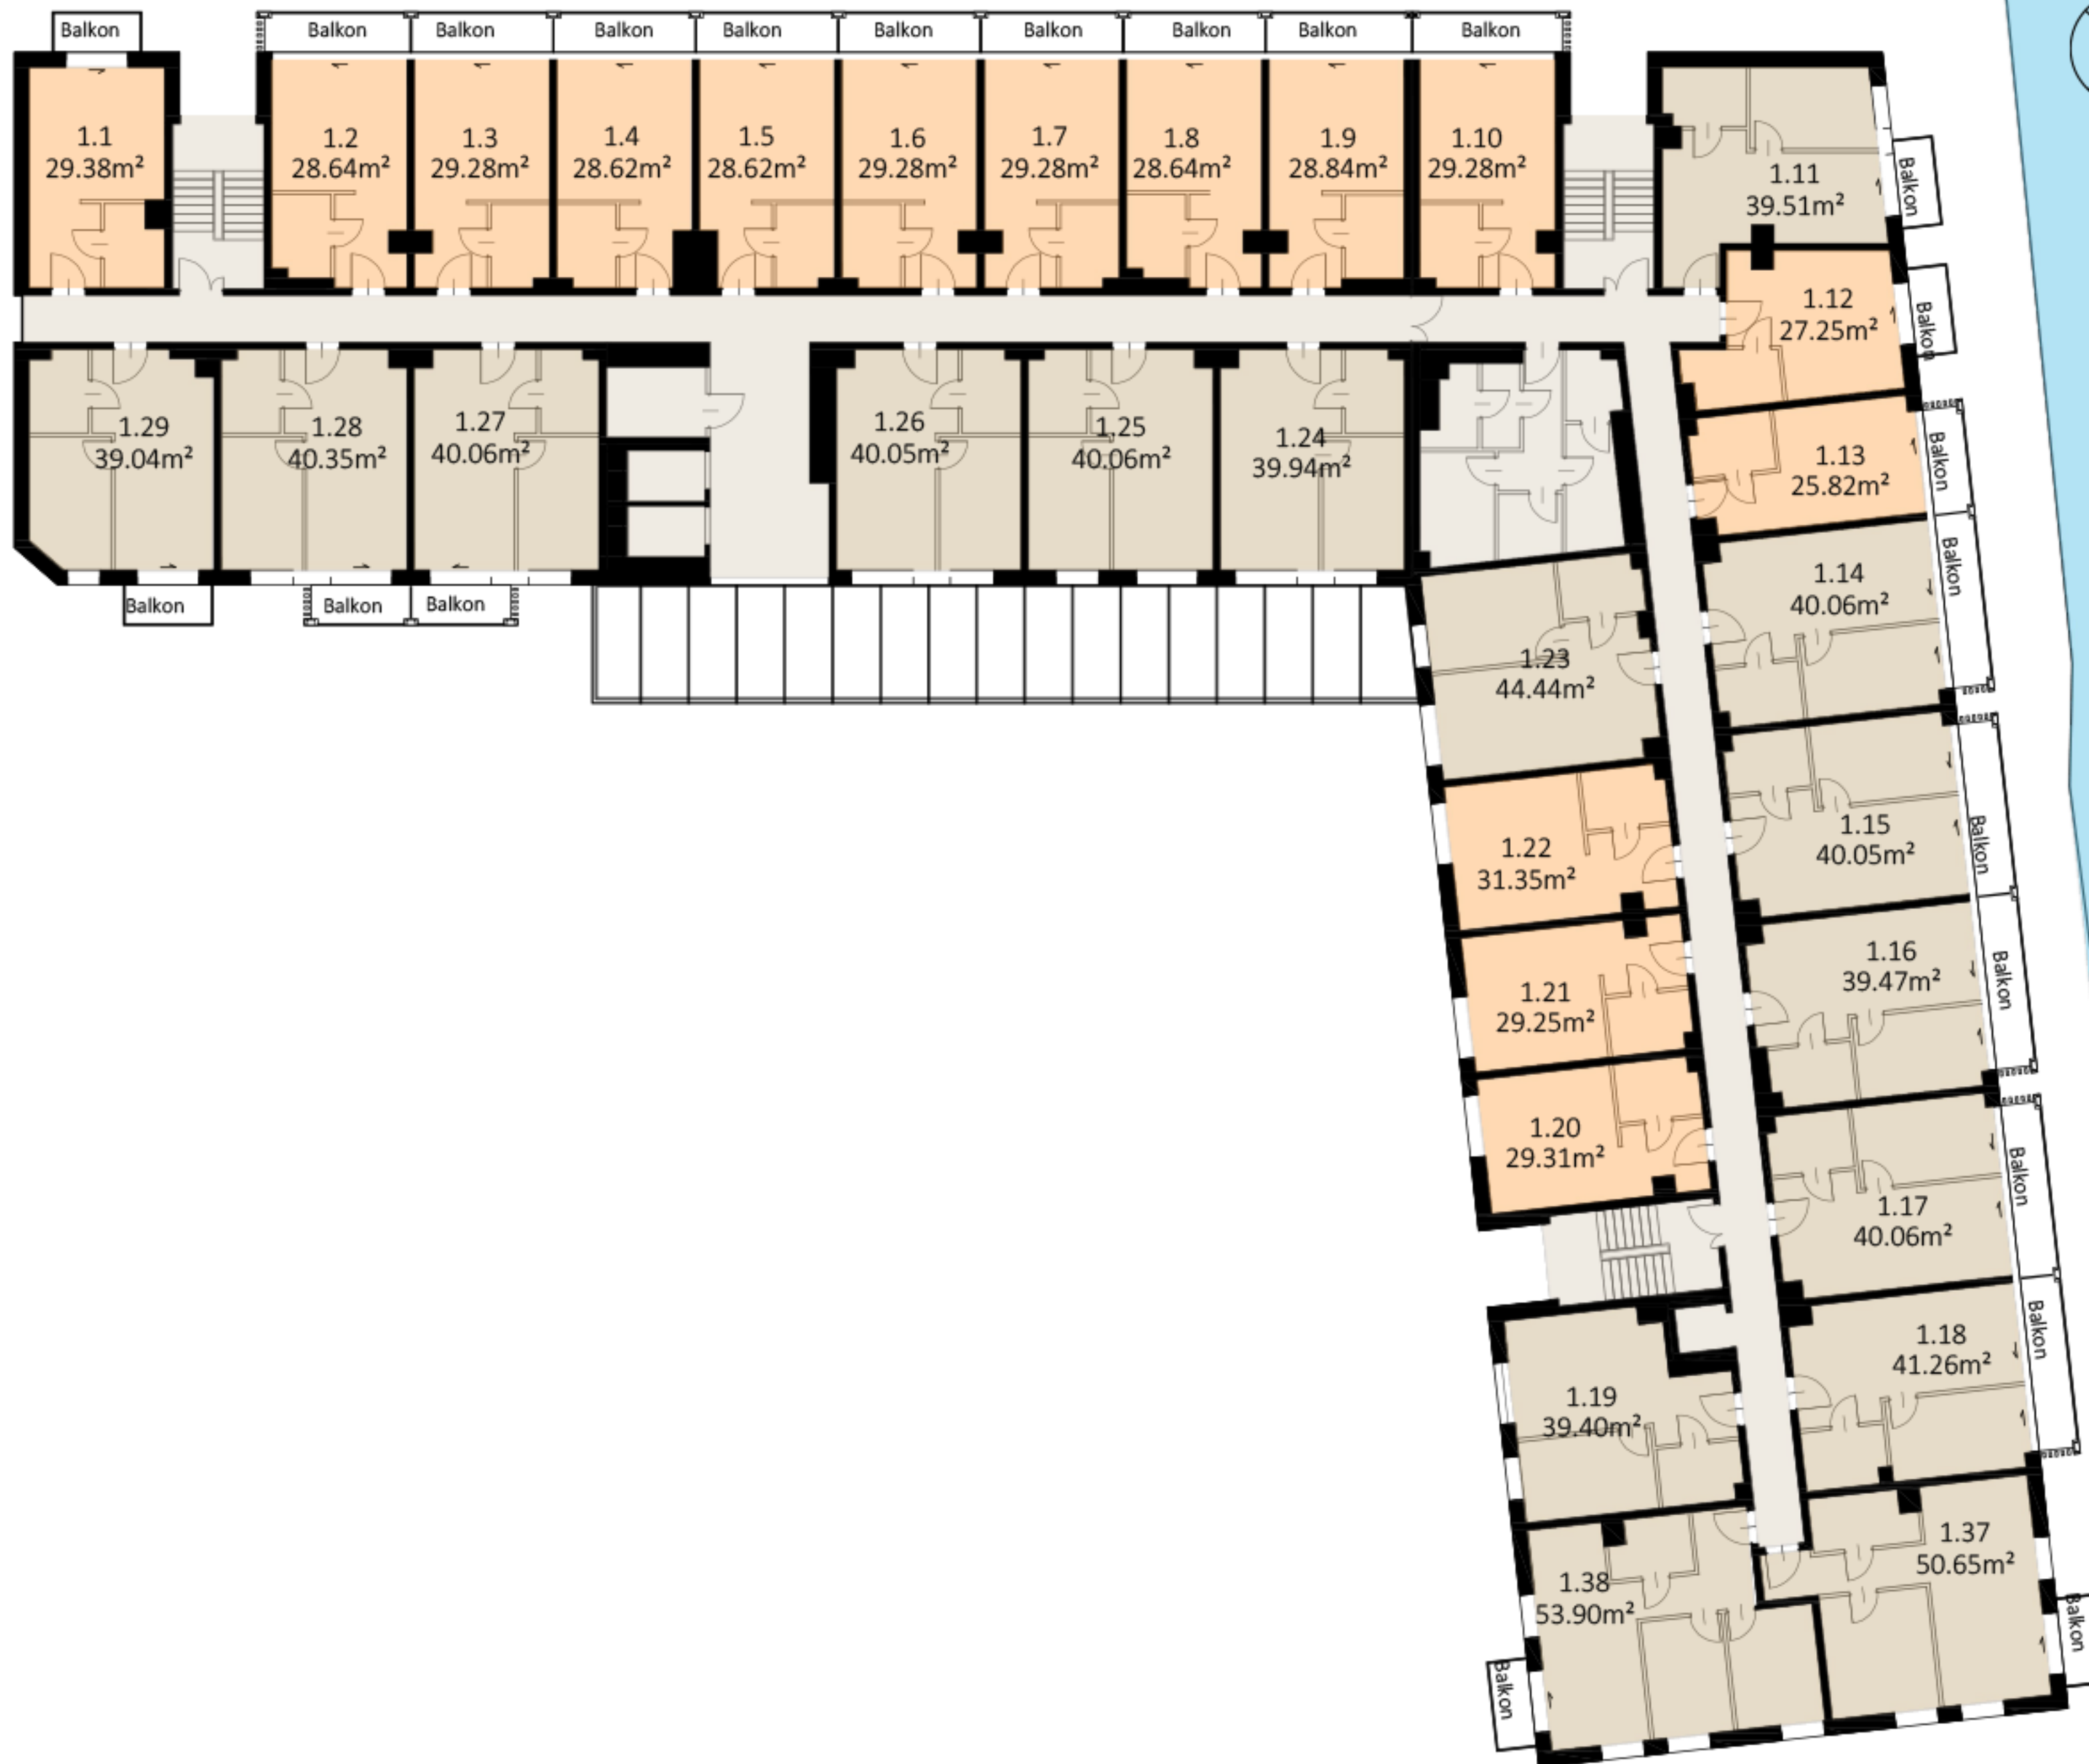 Balkon
Balkon
Balkon
Balkon
Balkon
Balkon
Balkon
Balkon
Balkon
Balkon
1.1
29.38m²
1.2
28.64m²
1.3
29.28m²
1.4
28.62m²
1.5
28.62m²
1.6
29.28m²
1.7
29.28m²
1.8
28.64m²
1.9
28.84m²
1.10
29.28m²
1.11
39.51m²
Balkon
1.12
27.25m²
Balkon
1.13
25.82m²
Balkon
1.29
39.04m²
1.28
40.35m²
1.27
40.06m²
1.26
40.05m²
1.25
40.06m²
1.24
39.94m²
Balkon
Balkon
Balkon
1.14
40.06m²
Balkon
1.23
44.44m²
1.15
40.05m²
Balkon
1.22
31.35m²
1.16
39.47m²
Balkon
1.21
29.25m²
1.20
29.31m²
1.17
40.06m²
Balkon
1.18
41.26m²
Balkon
1.19
39.40m²
1.37
50.65m²
1.38
53.90m²
Balkon
Balkon